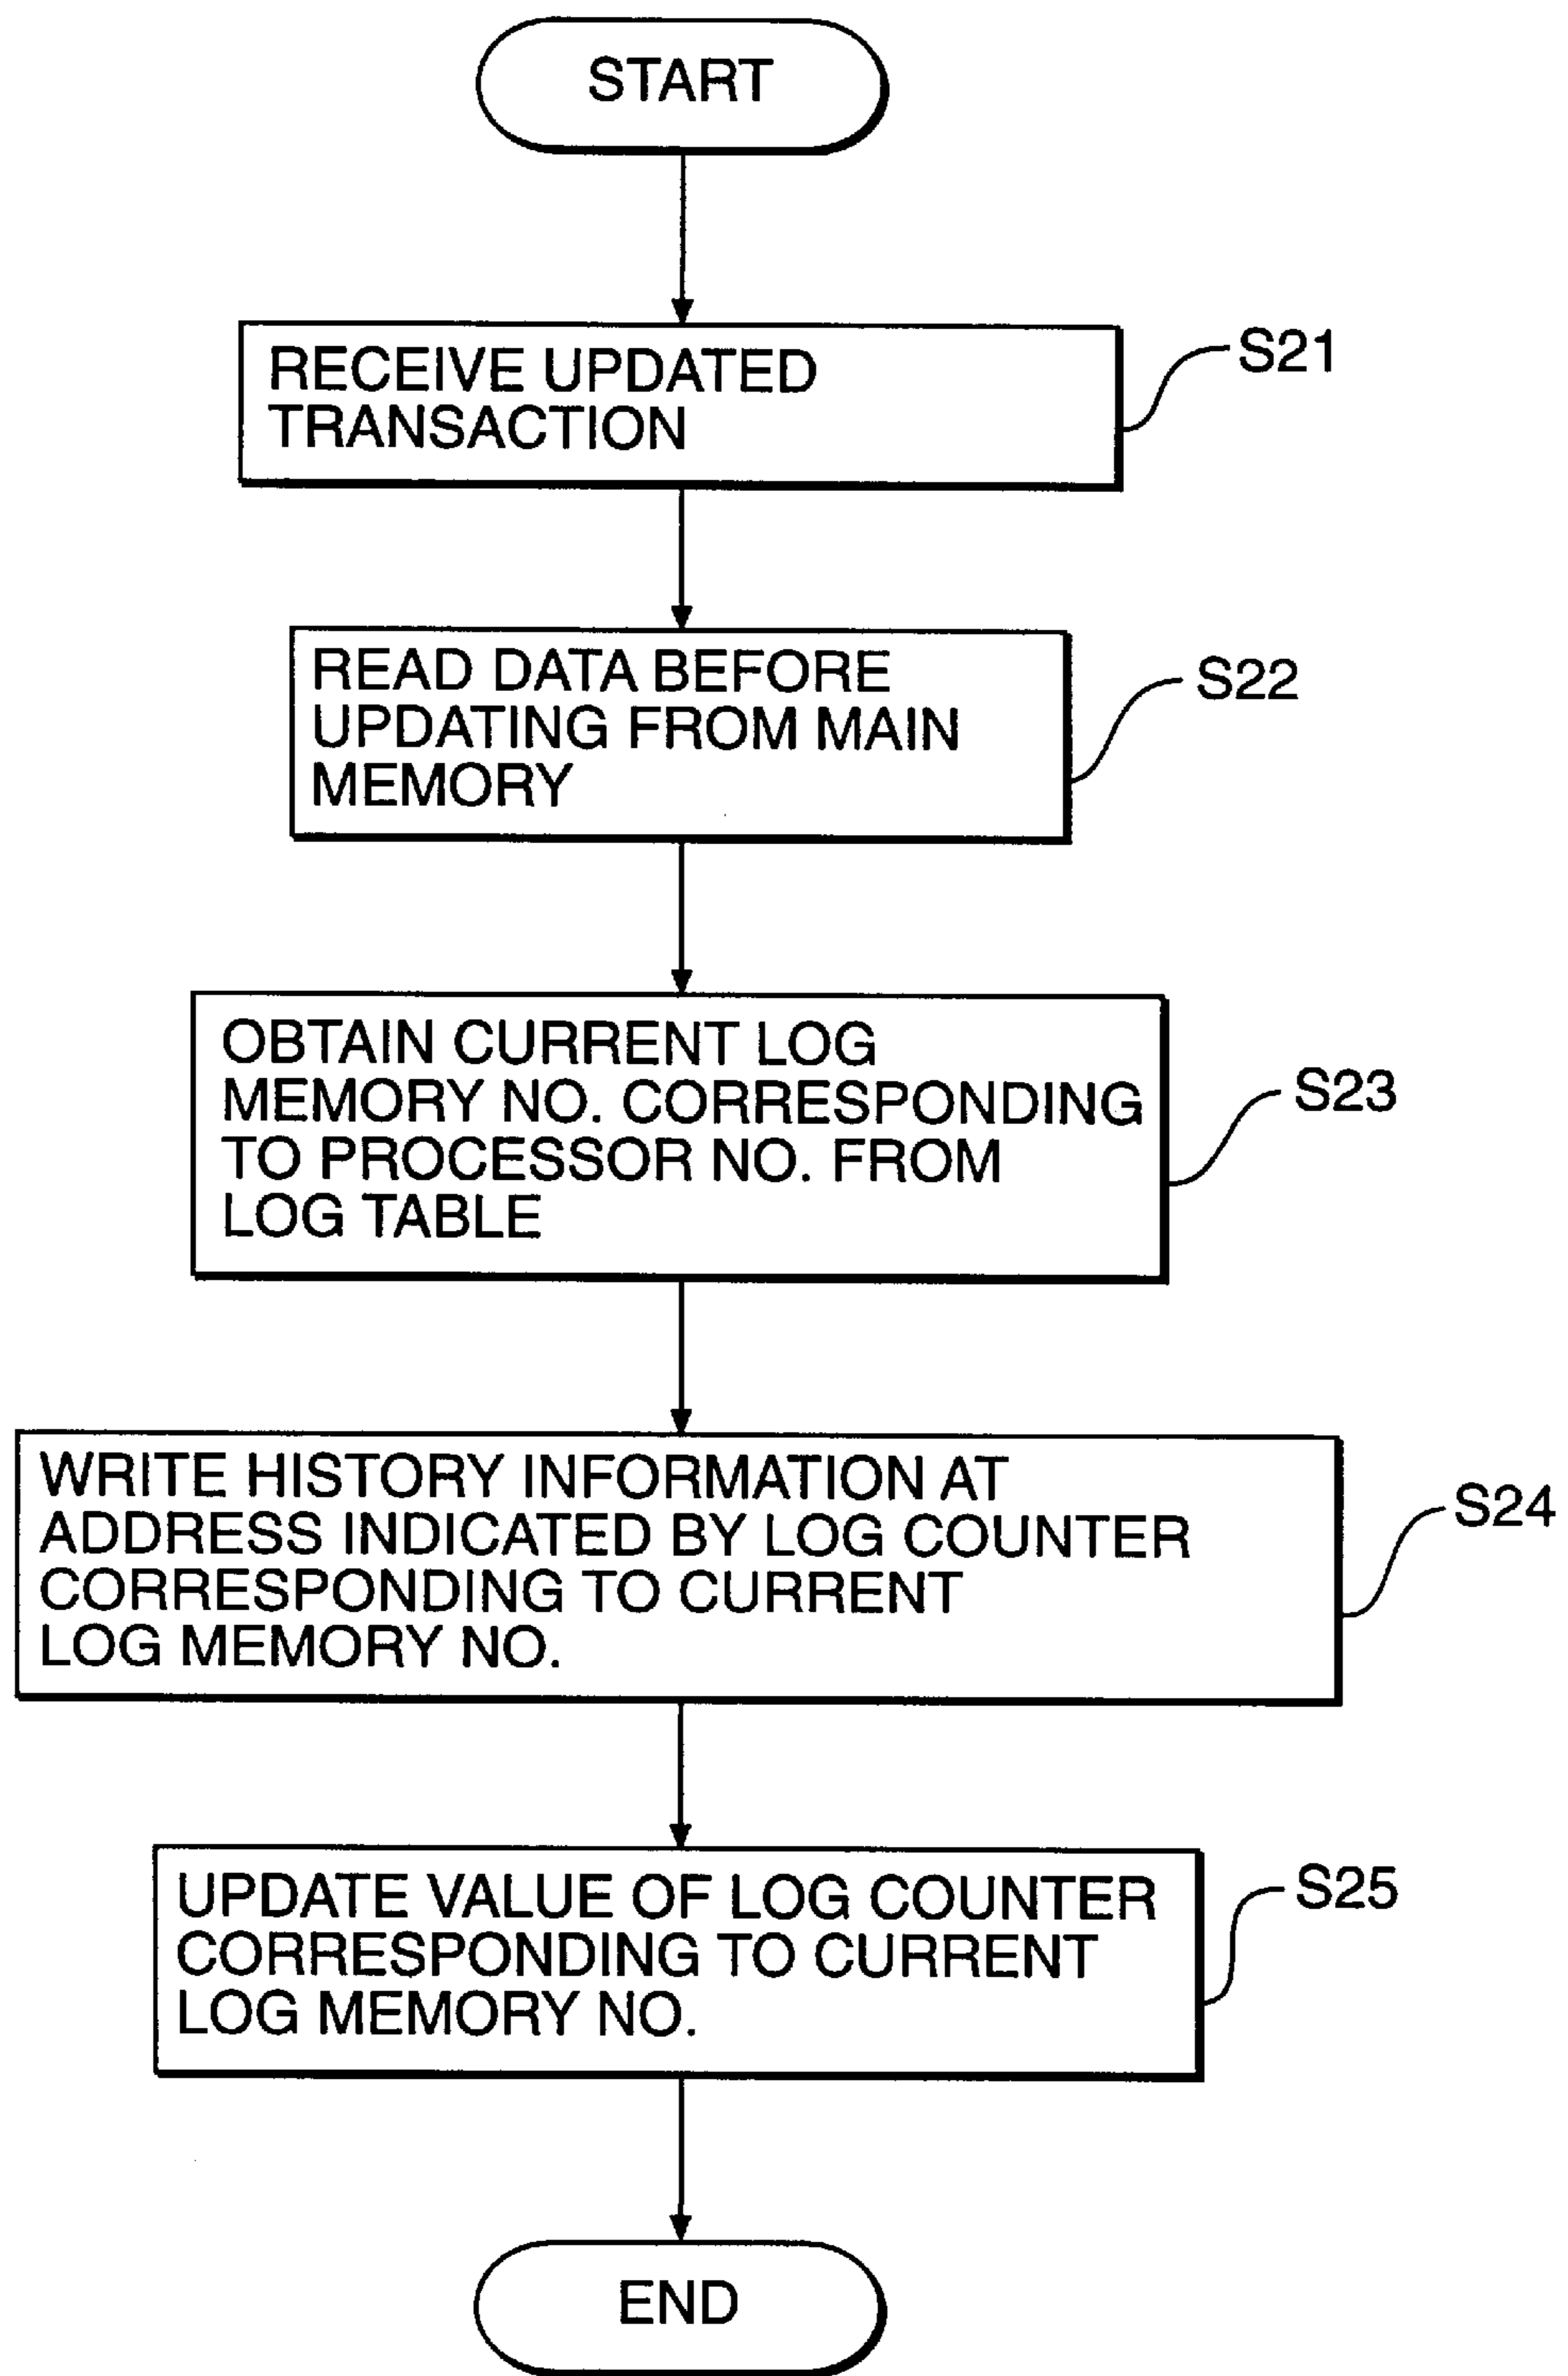 START
RECEIVE UPDATED
TRANSACTION
S21
READ DATA BEFORE
UPDATING FROM MAIN
MEMORY
S22
OBTAIN CURRENT LOG
MEMORY NO. CORRESPONDING
TO PROCESSOR NO. FROM
LOG TABLE
S23
WRITE HISTORY INFORMATION AT
ADDRESS INDICATED BY LOG COUNTER
CORRESPONDING TO CURRENT
LOG MEMORY NO.
S24
UPDATE VALUE OF LOG COUNTER
CORRESPONDING TO CURRENT
LOG MEMORY NO.
S25
END